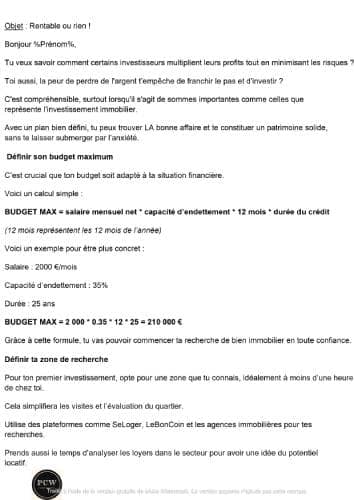 Objet : Rentable ou rien !
Bonjour %Prénom%,
Tu veux savoir comment certains investisseurs multiplient leurs profits tout en minimisant les risques ?
Toi aussi, la peur de perdre de l'argent t'empêche de franchir le pas et d'investir ?
C'est compréhensible, surtout lorsqu'il s'agit de sommes importantes comme celles que
représente l'investissement immobilier.
Avec un plan bien défini, tu peux trouver LA bonne affaire et te constituer un patrimoine solide,
sans te laisser submerger par l'anxiété.
Définir son budget maximum
C'est crucial que ton budget soit adapté à ta situation financière.
Voici un calcul simple :
BUDGET MAX = salaire mensuel net * capacité d'endettement * 12 mois * durée du crédit
(12 mois représentent les 12 mois de l'année)
Voici un exemple pour être plus concret :
Salaire : 2000 €/mois
Capacité d'endettement : 35%
Durée : 25 ans
BUDGET MAX = 2 000 * 0.35 * 12 * 25 = 210 000 €
Grâce à cette formule, tu vas pouvoir commencer ta recherche de bien immobilier en toute confiance.
Définir ta zone de recherche
Pour ton premier investissement, opte pour une zone que tu connais, idéalement à moins d'une heure
de chez toi.
Cela simplifiera les visites et l'évaluation du quartier.
Utilise des plateformes comme SeLoger, LeBonCoin et les agences immobilières pour tes
recherches.
Prends aussi le temps d'analyser les loyers dans le secteur pour avoir une idée du potentiel
locatif.
PCW